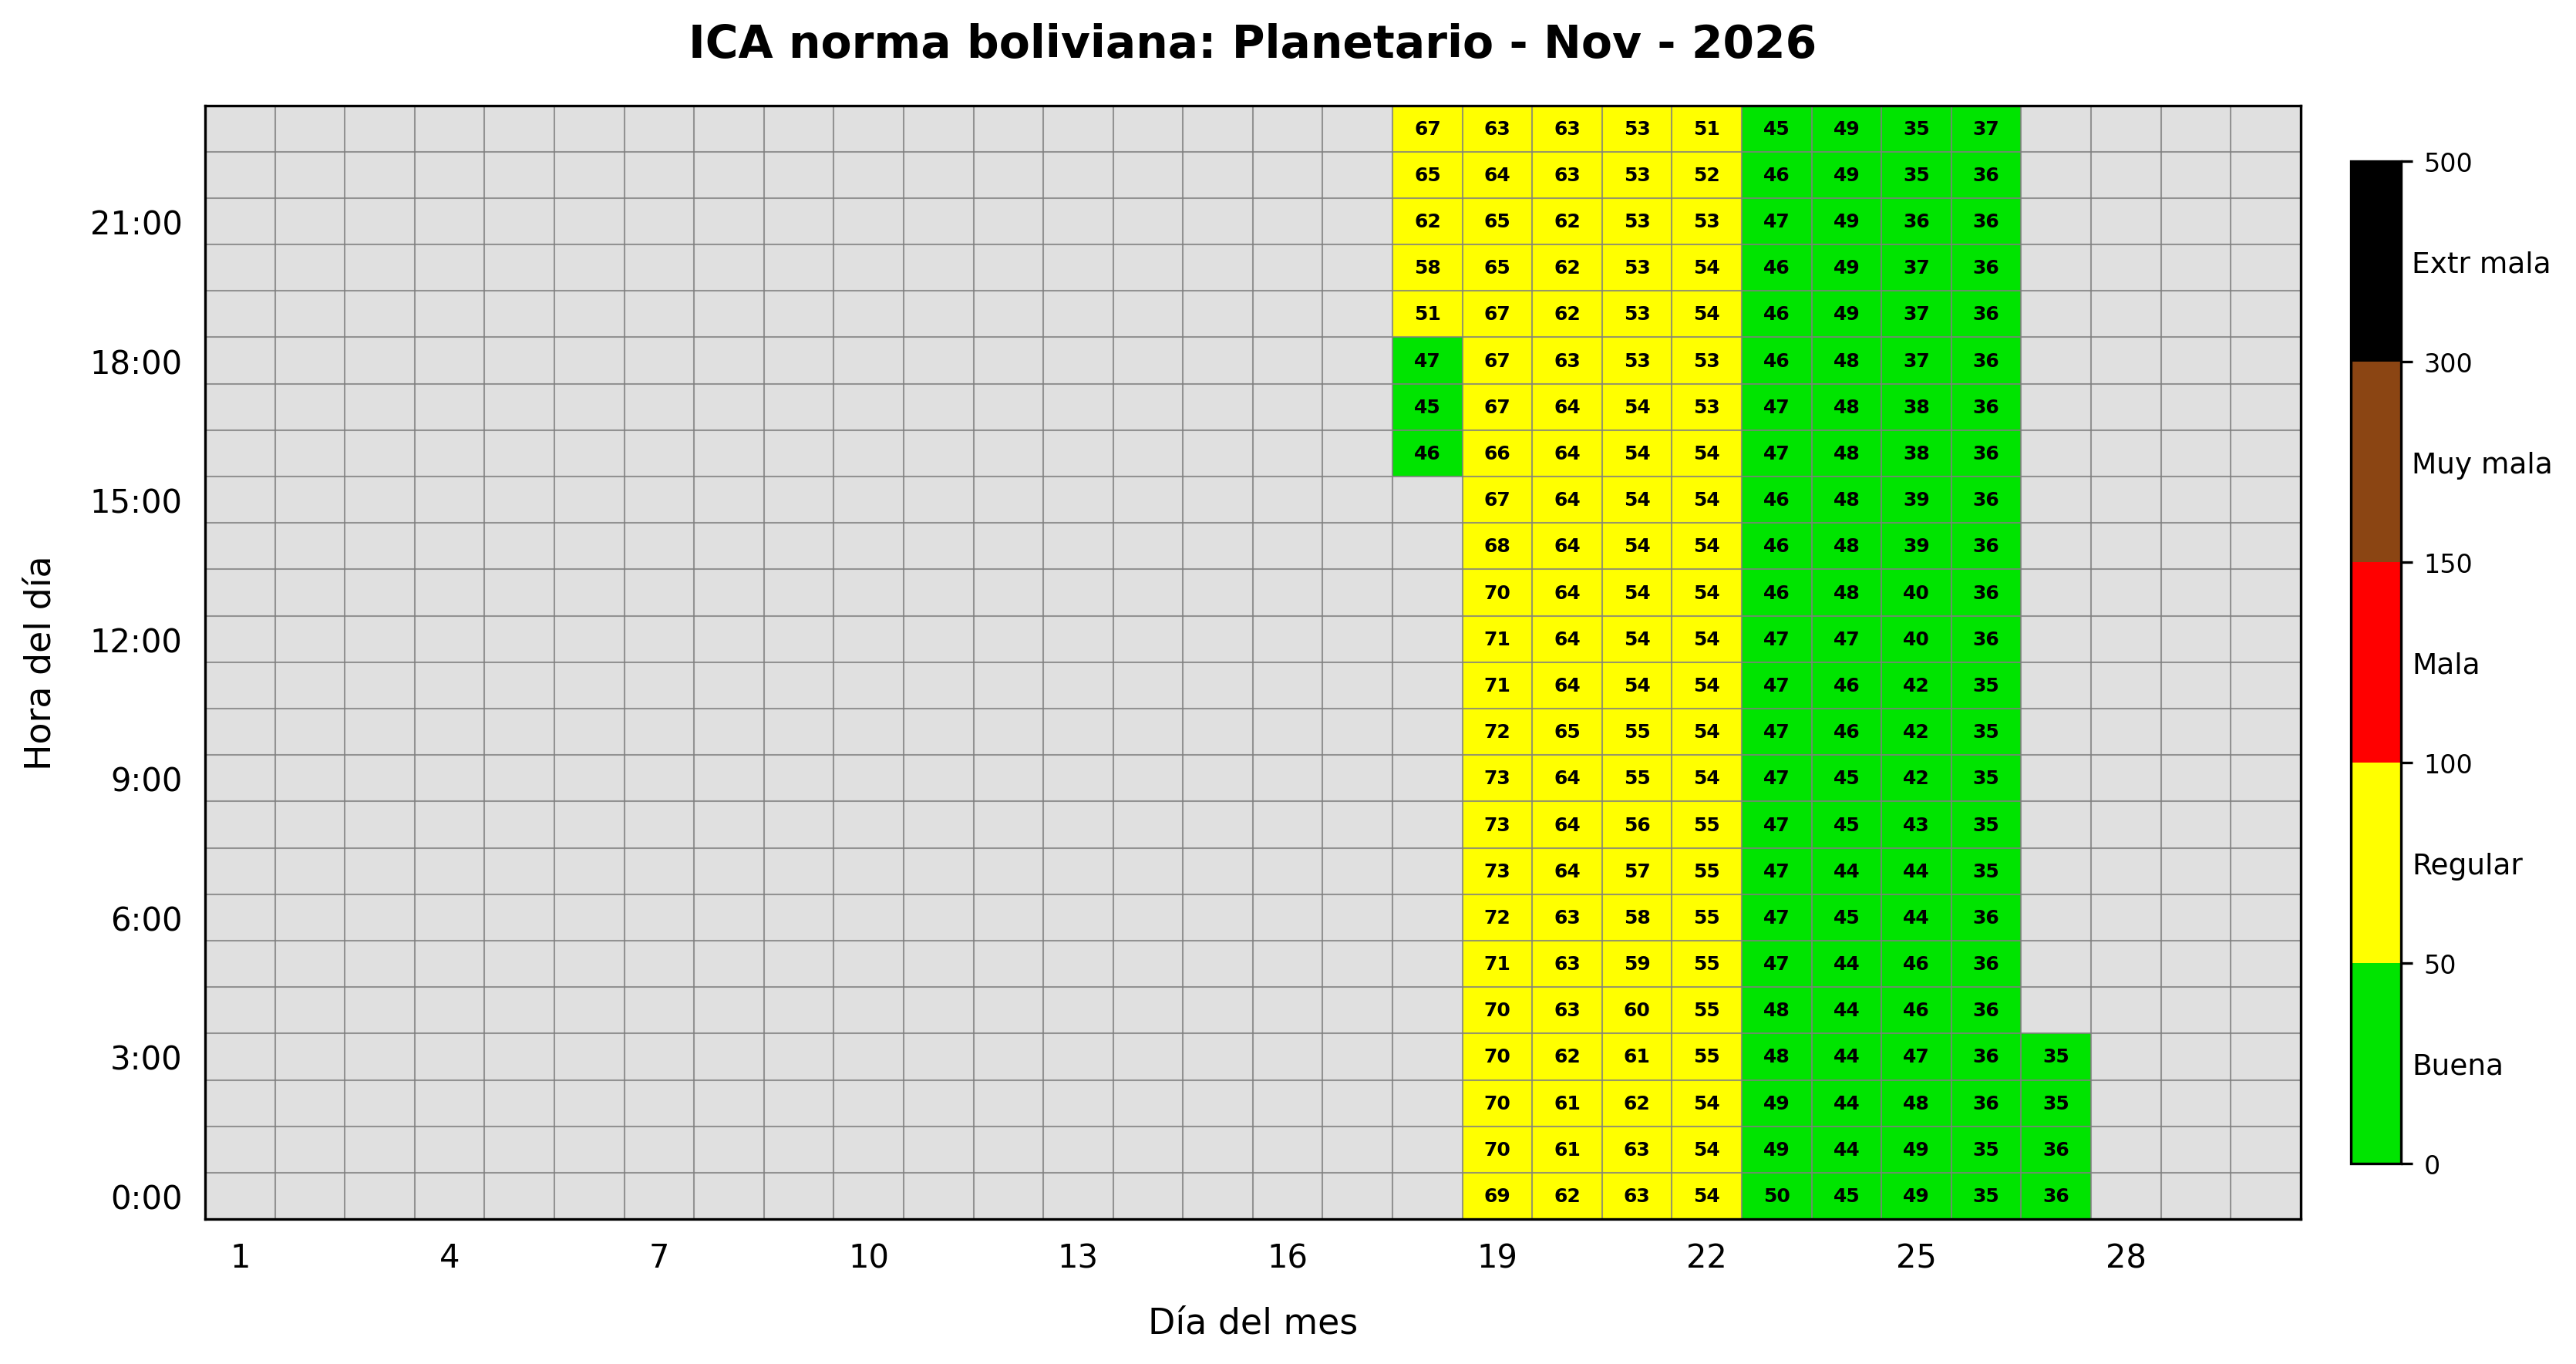 ICA norma boliviana: Planetario - Nov - 2026
67 63 63 53 51 45 49 35 37
65 64 63 53 52 46 49 35 36
21:00 62 65 62 53 53 47 49 36 36
58 65 62 53 54 46 49 37 36
51 67 62 53 54 46 49 37 36
18:00 47 67 63 53 53 46 48 37 36
45 67 64 54 53 47 48 38 36
46 66 64 54 54 47 48 38 36
15:00 67 64 54 54 46 48 39 36
68 64 54 54 46 48 39 36
70 64 54 54 46 48 40 36
12:00 71 64 54 54 47 47 40 36
71 64 54 54 47 46 42 35
72 65 55 54 47 46 42 35
9:00 73 64 55 54 47 45 42 35
73 64 56 55 47 45 43 35
73 64 57 55 47 44 44 35
6:00 72 63 58 55 47 45 44 36
71 63 59 55 47 44 46 36
70 63 60 55 48 44 46 36
3:00 70 62 61 55 48 44 47 36 35
70 61 62 54 49 44 48 36 35
70 61 63 54 49 44 49 35 36
0:00 69 62 63 54 50 45 49 35 36
1 4 7 10 13 16 19 22 25 28
Día del mes
Hora del día
500
Extr mala
300
Muy mala
150
Mala
100
Regular
50
Buena
0